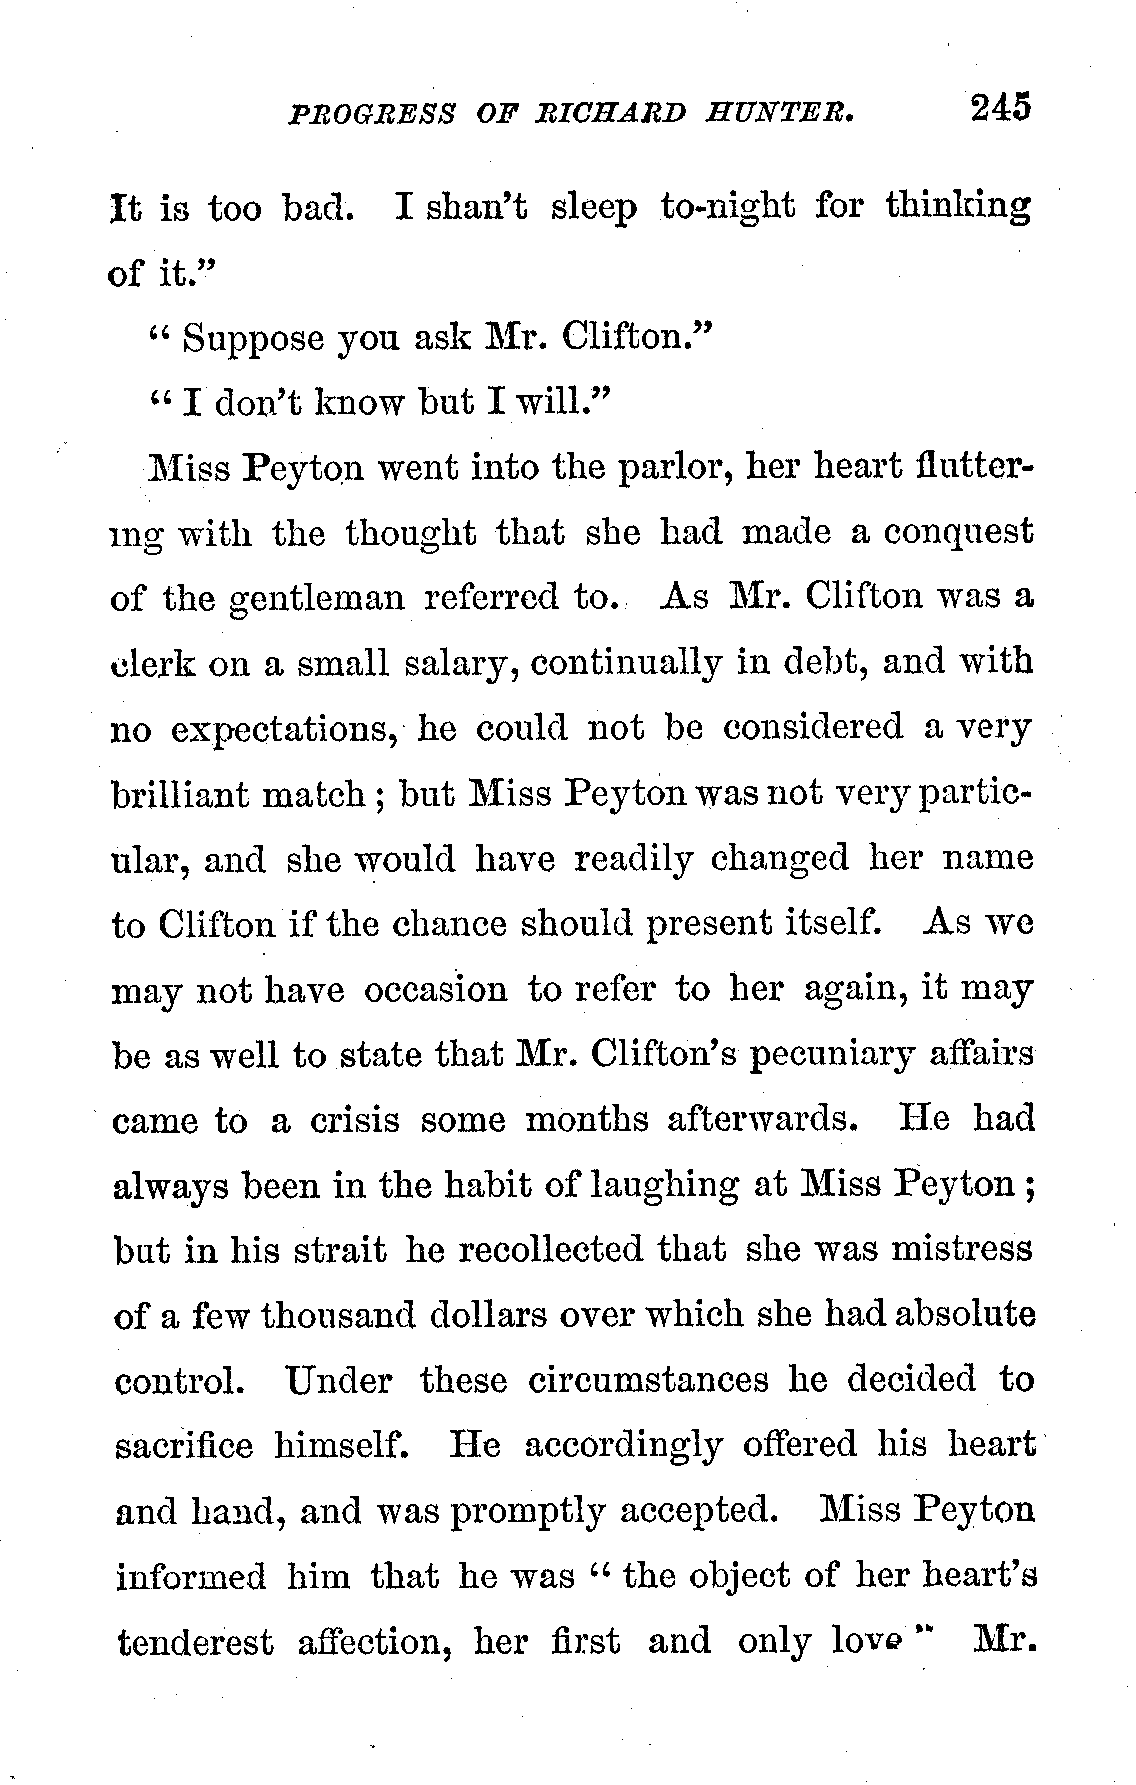 PROGRESS OF RICHARD HUNTER. 245
It is too bad. I shan't sleep to-night for thinking
of it."
" Suppose you ask Mr. Clifton."
" I don't know but I will."
Miss Peyton went into the parlor, her heart flutter-
ing with the thought that she had made a conquest
of the gentleman referred to. As Mr. Clifton was a
clerk on a small salary, continually in debt, and with
no expectations, he could not be considered a very
brilliant match ; but Miss Peyton was not very partic-
ular, and she would have readily changed her name
to Clifton if the chance should present itself. As we
may not have occasion to refer to her again, it may
be as well to state that Mr. Clifton's pecuniary affairs
came to a crisis some months afterwards. He had
always been in the habit of laughing at Miss Peyton ;
but in his strait he recollected that she was mistress
of a few thousand dollars over which she had absolute
control. Under these circumstances he decided to
sacrifice himself. He accordingly offered his heart
and hand, and was promptly accepted. Miss Peyton
informed him that he was " the object of her heart's
tenderest affection, her first and only love " Mr.